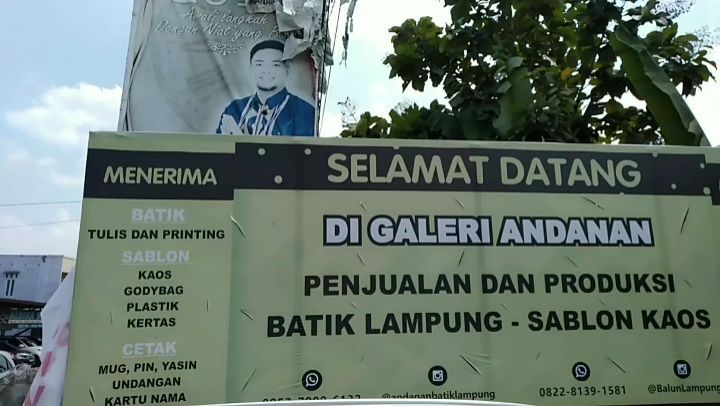 Awali langkah
Dengan Niat yang
MENERIMA
BATIK
TULIS DAN PRINTING
SABLON
KAOS
GODYBAG
PLASTIK
KERTAS
CETAK
MUG, PIN, YASIN
UNDANGAN
KARTU NAMA
SELAMAT DATANG
DI GALERI ANDANAN
PENJUALAN DAN PRODUKSI
BATIK LAMPUNG - SABLON KAOS
@andananbatiklampung
0822-8139-1581
@BalunLampung